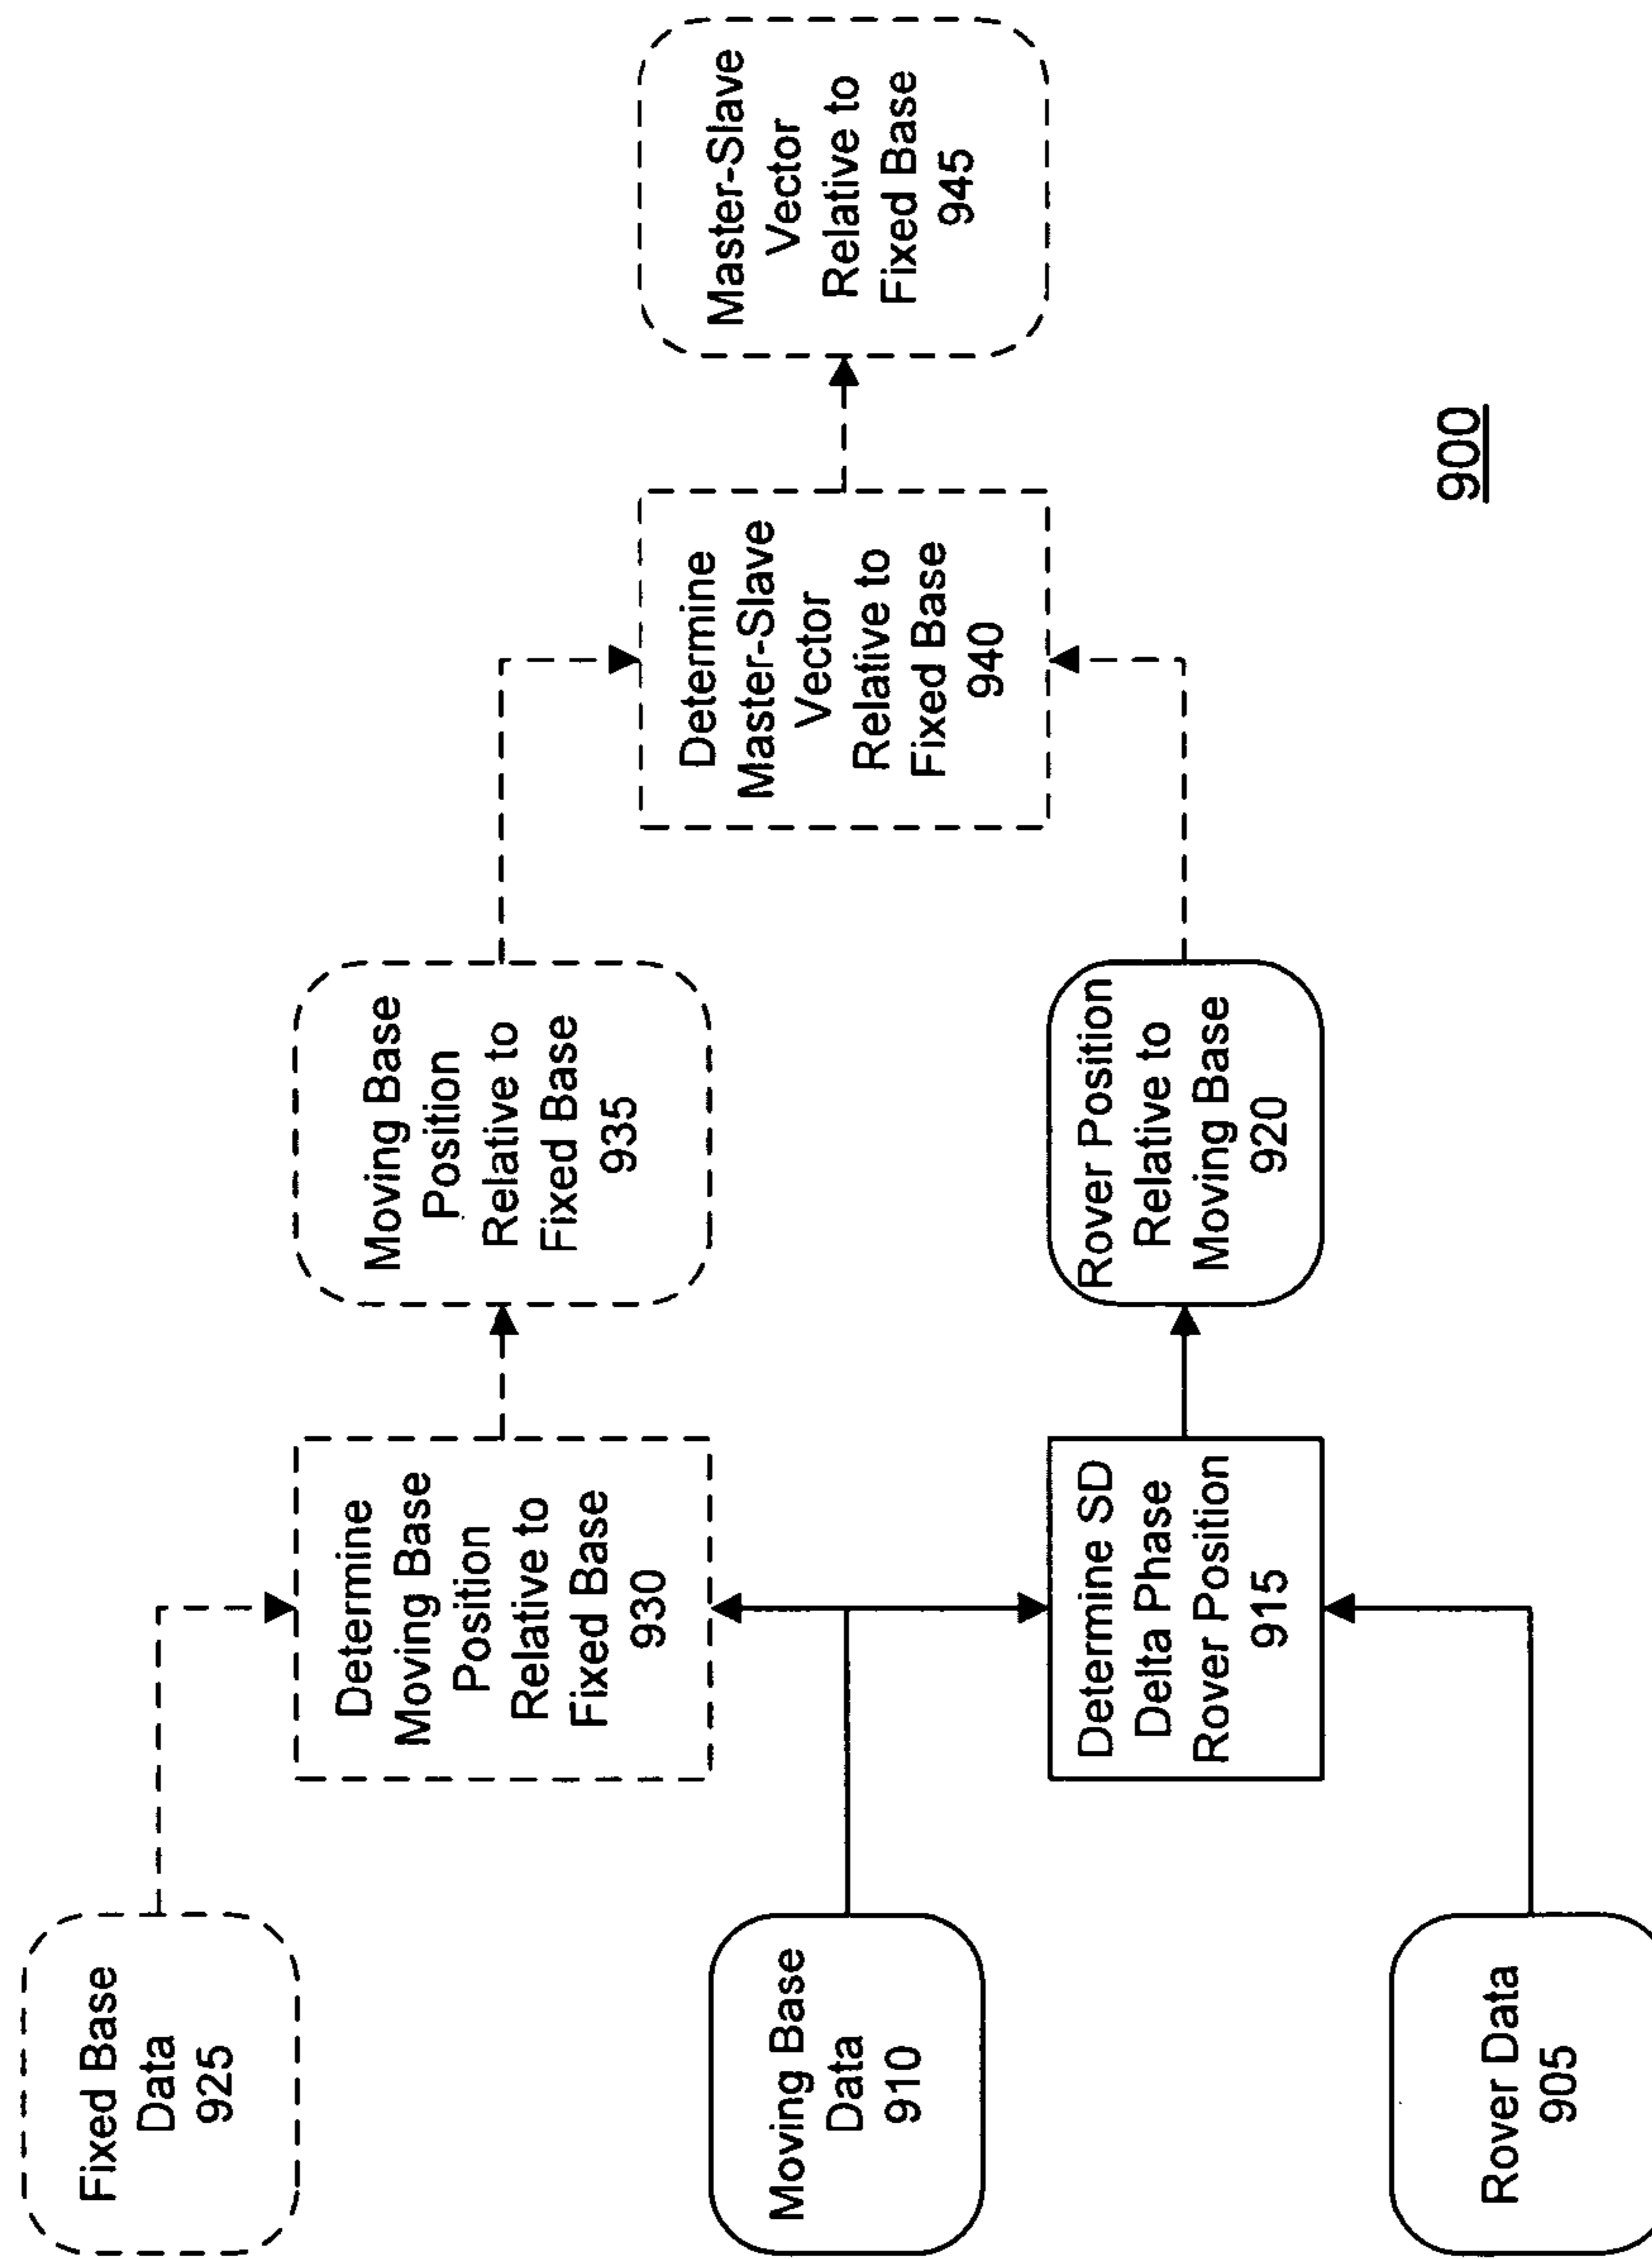 Fixed Base
Data
925
Moving Base
Data
910
Rover Data
905
Determine
Moving Base
Position
Relative to
Fixed Base
930
Determine SD
Delta Phase
Rover Position
915
Moving Base
Position
Relative to
Fixed Base
935
Rover Position
Relative to
Moving Base
920
Determine
Master-Slave
Vector
Relative to
Fixed Base
940
Master-Slave
Vector
Relative to
Fixed Base
945
900